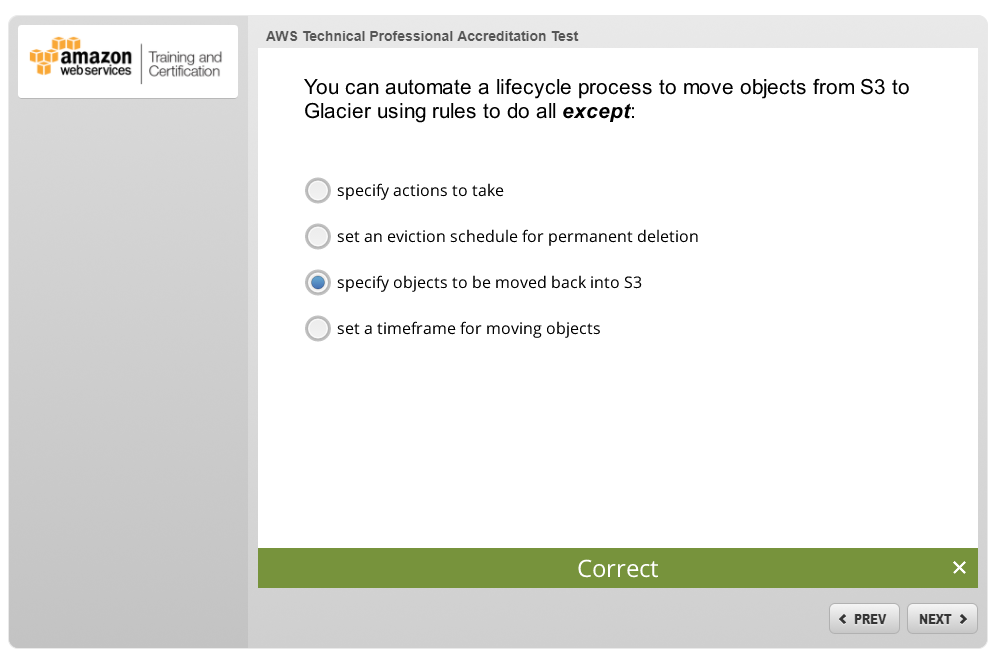 amazon
webservices
Training and
Certification
AWS Technical Professional Accreditation Test
You can automate a lifecycle process to move objects from S3 to
Glacier using rules to do all except:
specify actions to take
set an eviction schedule for permanent deletion
specify objects to be moved back into S3
set a timeframe for moving objects
Correct
PREV
NEXT